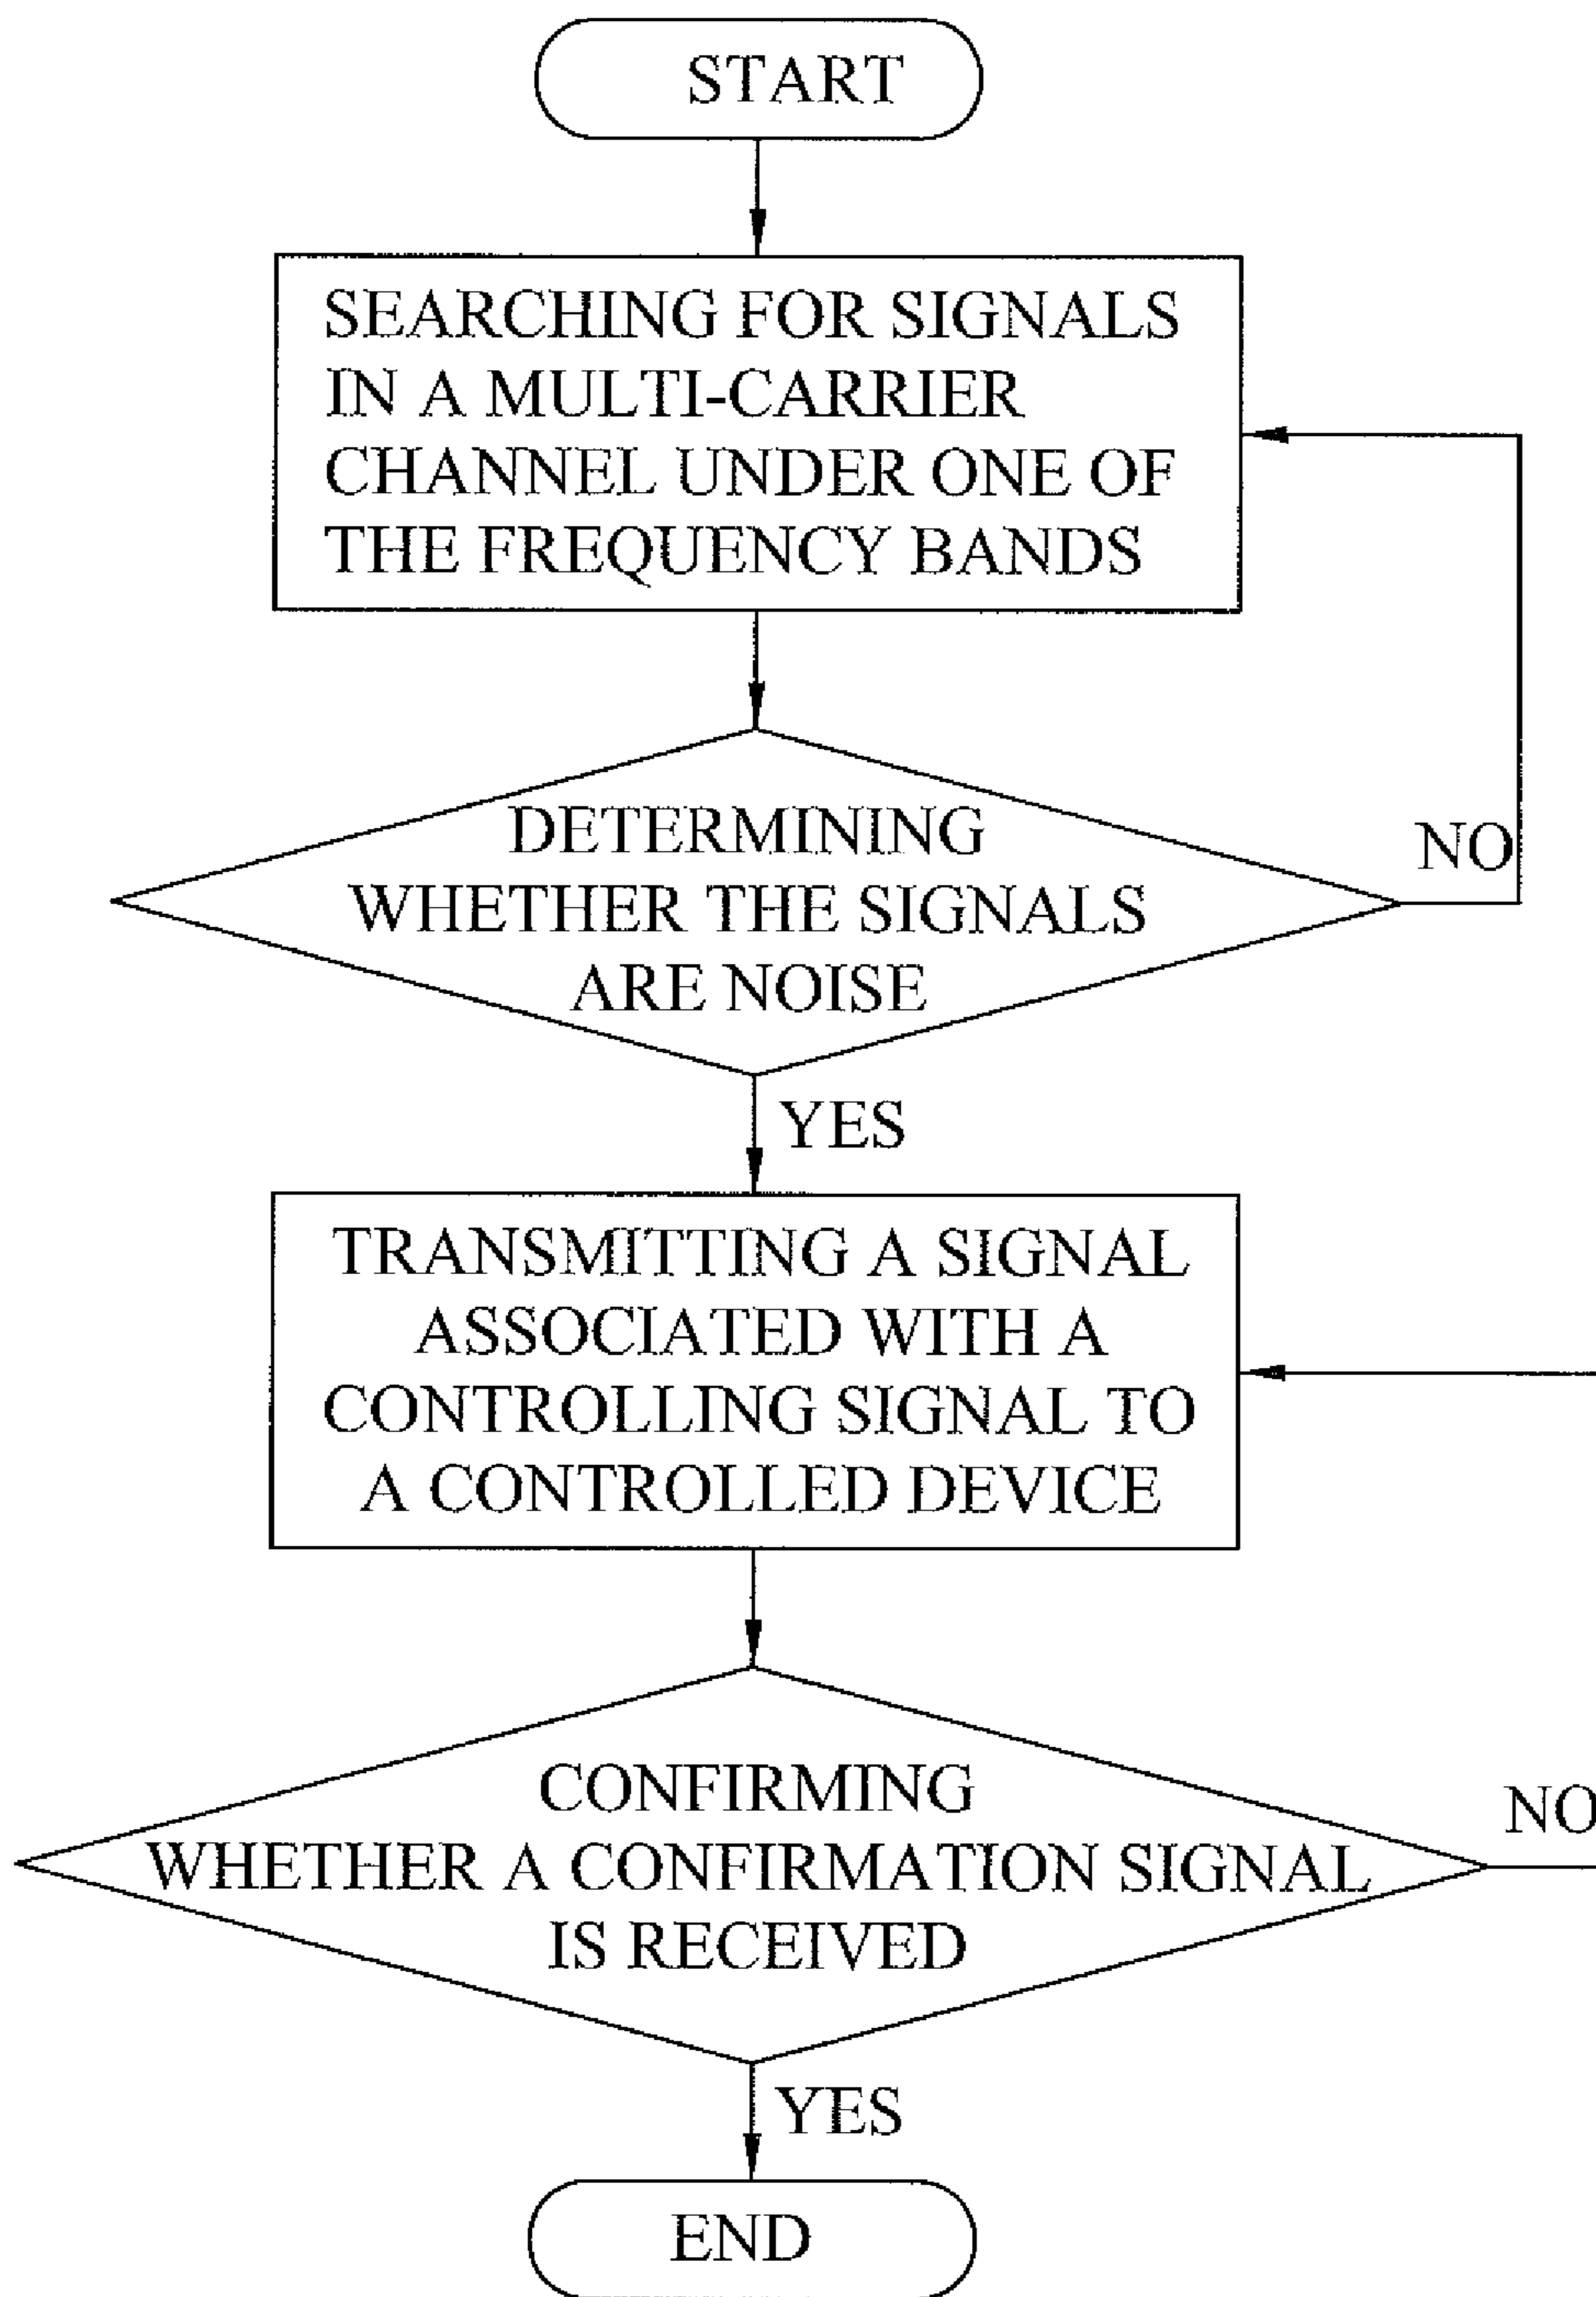 START
SEARCHING FOR SIGNALS
IN A MULTI-CARRIER
CHANNEL UNDER ONE OF
THE FREQUENCY BANDS
DETERMINING
WHETHER THE SIGNALS
ARE NOISE
NO
YES
TRANSMITTING A SIGNAL
ASSOCIATED WITH A
CONTROLLING SIGNAL TO
A CONTROLLED DEVICE
CONFIRMING
WHETHER A CONFIRMATION SIGNAL
IS RECEIVED
NO
YES
END